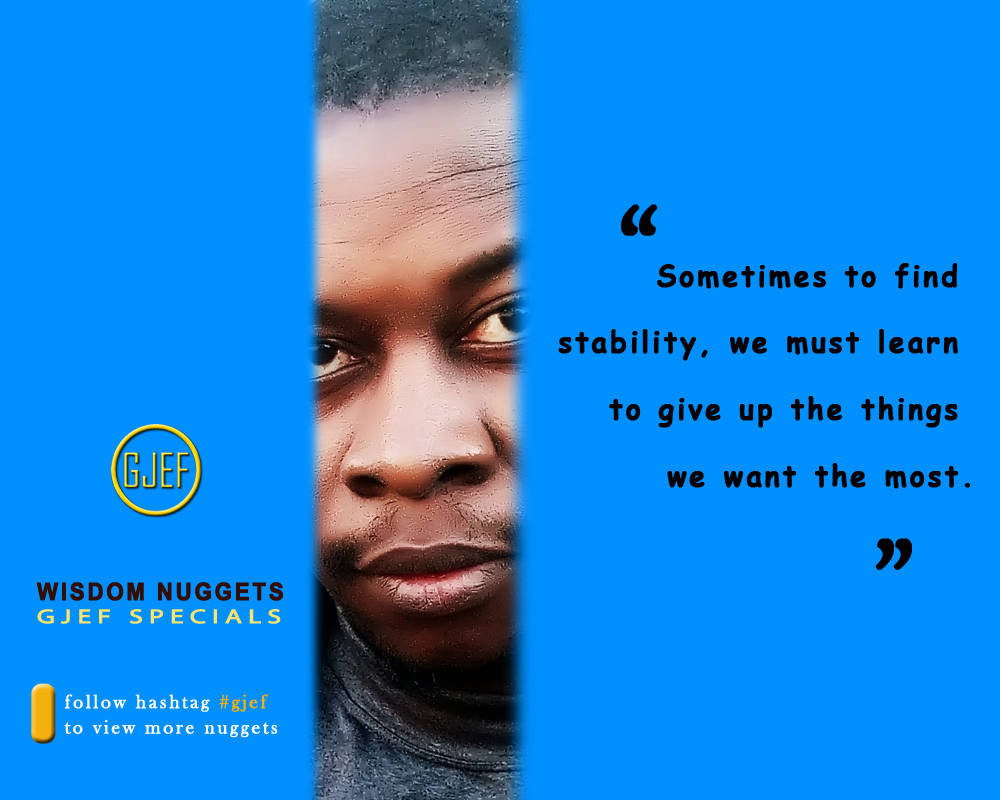 “
Sometimes to find
stability, we must learn
to give up the things
we want the most.
”
GJEF
WISDOM NUGGETS
GJEF SPECIALS
follow hashtag #gjef
to view more nuggets